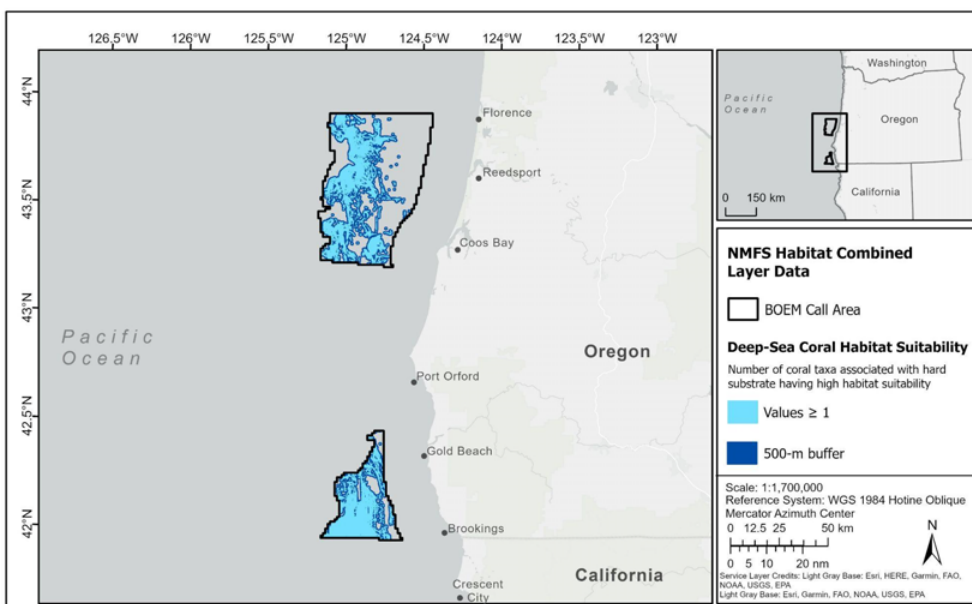 126.5°W
126°W
125.5°W
125°W
124.5°W
124°W
123.5°W
123°W
44°N
43.5°N
43°N
42.5°N
42°N
Florence
Reedsport
Coos Bay
Pacific
Ocean
Oregon
Port Orford
Gold Beach
Brookings
California
Crescent
City
Washington
Pacific
Ocean
Oregon
California
0 150 km
NMFS Habitat Combined
Layer Data
BOEM Call Area
Deep-Sea Coral Habitat Suitability
Number of coral taxa associated with hard
substrate having high habitat suitability
Values ≥ 1
500-m buffer
Scale: 1:1,700,000
Reference System: WGS 1984 Hotine Oblique
Mercator Azimuth Center
0 12.5 25 50 km
N
0 5 10 20 nm
Service Layer Credits: Light Gray Base: Esri, HERE, Garmin, FAO,
NOAA, USGS, EPA
Light Gray Base: Esri, Garmin, FAO, NOAA, USGS, EPA